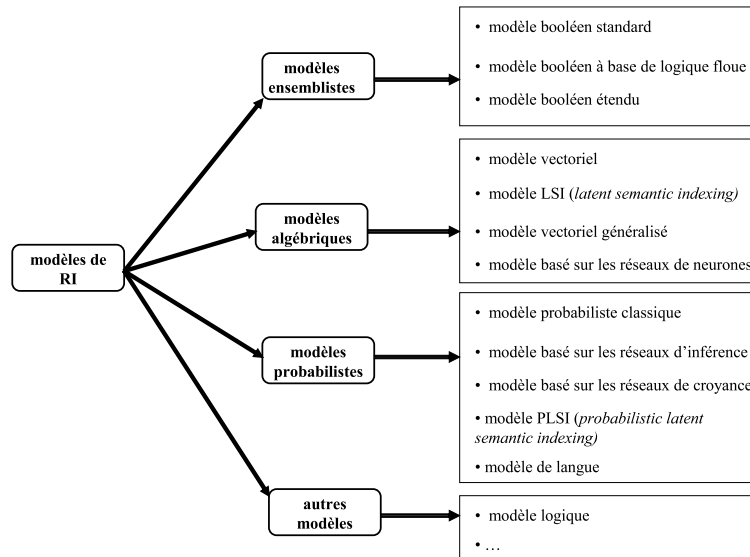 modèles de
RI
modèles
ensemblistes
• modèle booléen standard
• modèle booléen à base de logique floue
• modèle booléen étendu
modèles
algébriques
• modèle vectoriel
• modèle LSI (latent semantic indexing)
• modèle vectoriel généralisé
• modèle basé sur les réseaux de neurones
modèles
probabilistes
• modèle probabiliste classique
• modèle basé sur les réseaux d’inférence
• modèle basé sur les réseaux de croyance
• modèle PLSI (probabilistic latent
semantic indexing)
• modèle de langue
autres
modèles
• modèle logique
• …